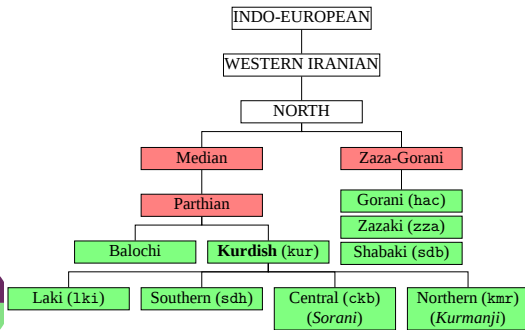 INDO-EUROPEAN
WESTERN IRANIAN
NORTH
Median
Zaza-Gorani
Parthian
Gorani (hac)
Zazaki (zza)
Balochi
Kurdish (kur)
Shabaki (sdb)
Laki (lki)
Southern (sdh)
Central (ckb)
(Sorani)
Northern (kmr)
(Kurmanji)